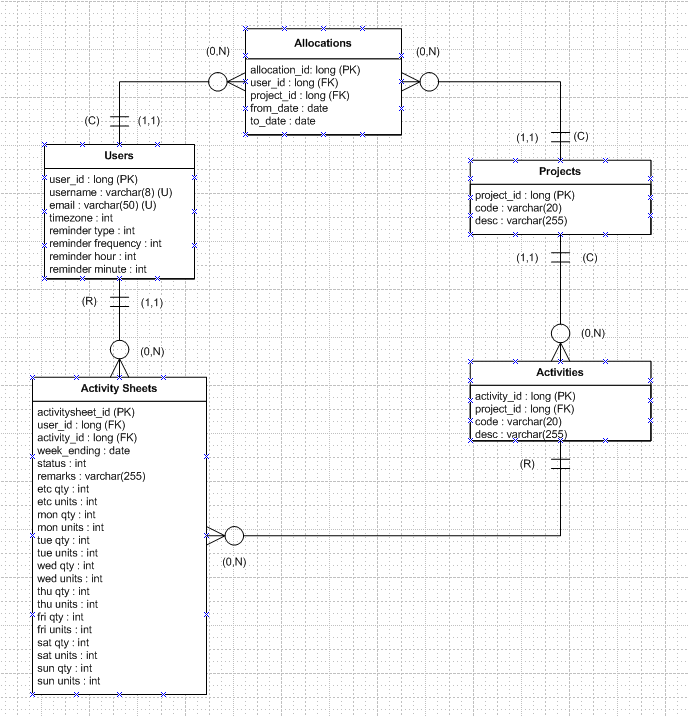 Allocations
allocation_id: long (PK)
user_id : long (FK)
project_id : long (FK)
from_date : date
to_date : date
(0,N)
(0,N)
(C)
(1,1)
(1,1)
(C)
Users
user_id : long (PK)
username : varchar(8) (U)
email : varchar(50) (U)
timezone : int
reminder type : int
reminder frequency : int
reminder hour : int
reminder minute : int
Projects
project_id : long (PK)
code : varchar(20)
desc : varchar(255)
(1,1)
(C)
(R)
(1,1)
(0,N)
(0,N)
Activity Sheets
activitysheet_id (PK)
user_id : long (FK)
activity_id : long (FK)
week_ending : date
status : int
remarks : varchar(255)
etc qty : int
etc units : int
mon qty : int
mon units : int
tue qty : int
tue units : int
wed qty : int
wed units : int
thu qty : int
thu units : int
fri qty : int
fri units : int
sat qty : int
sat units : int
sun qty : int
sun units : int
Activities
activity_id : long (PK)
project_id : long (FK)
code : varchar(20)
desc : varchar(255)
(R)
(0,N)